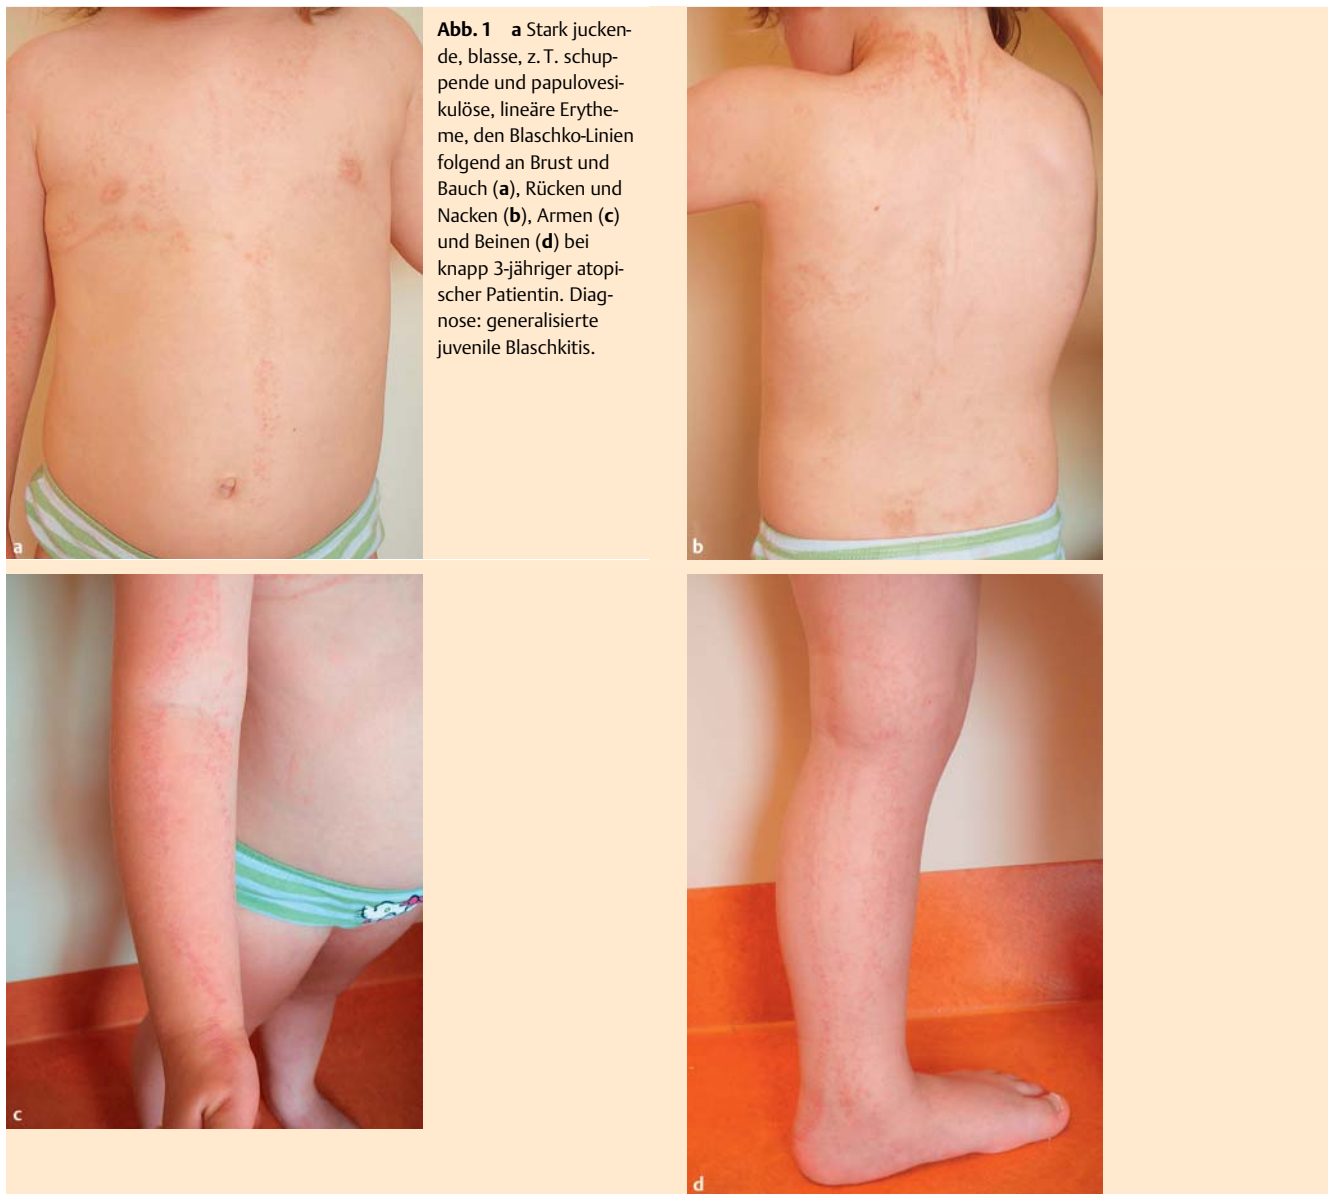 Abb. 1 a Stark jucken-
de, blasse, z. T. schup-
pende und papulovesi-
kulöse, lineäre Erythe-
me, den Blaschko-Linien
folgend an Brust und
Bauch (a), Rücken und
Nacken (b), Armen (c)
und Beinen (d) bei
knapp 3-jähriger atopi-
scher Patientin. Diag-
nose: generalisierte
juvenile Blaschkitis.
a
b
c
d